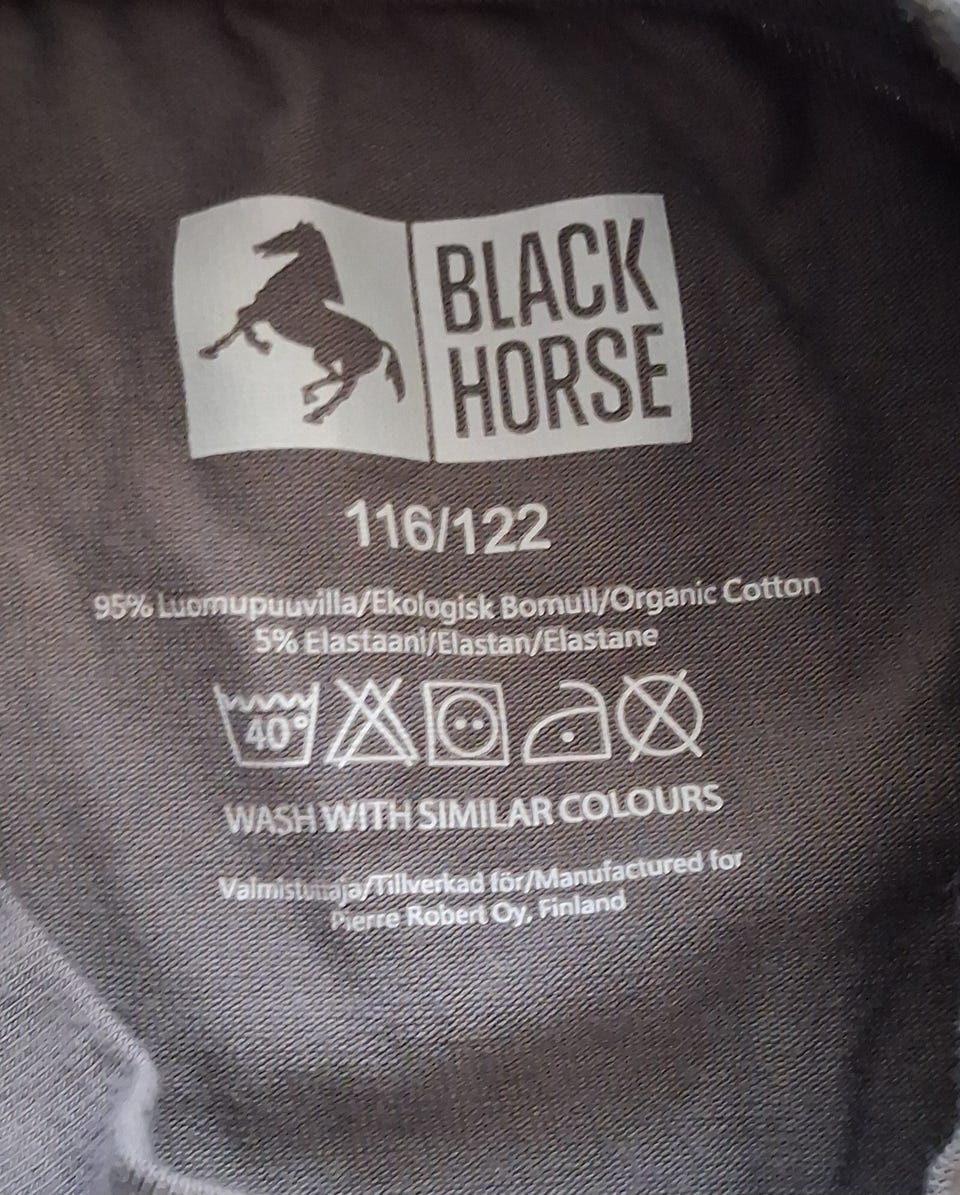 BLACK
HORSE
116/122
95% Luomupuuvilla/Ekologisk Bomull/Organic Cotton
5% Elastaani/Elastan/Elastane
40°
WASH WITH SIMILAR COLOURS
Valmistuttaja/Tillverkad för/Manufactured for
Pierre Robert Oy, Finland